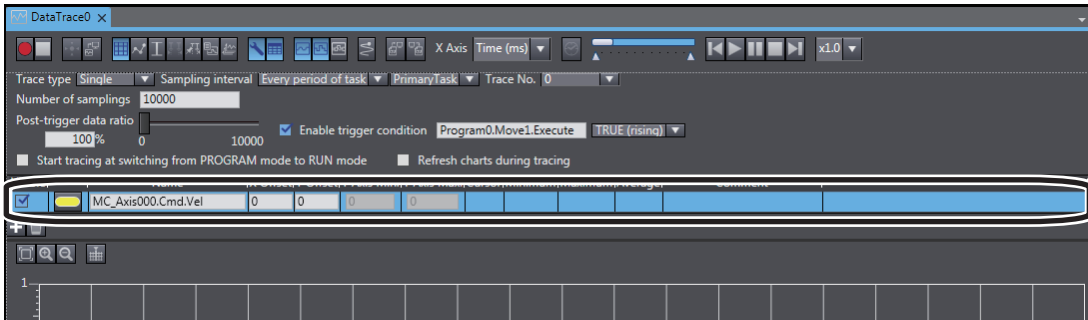 DataTrace0 ×
X Axis Time (ms) x1.0
Trace type Single Sampling interval Every period of task PrimaryTask Trace No. 0
Number of samplings 10000
Post-trigger data ratio
100 % 0 10000 Enable trigger condition Program0.Move1.Execute TRUE (rising)
Start tracing at switching from PROGRAM mode to RUN mode Refresh charts during tracing
Name Comment
MC_Axis000.Cmd.Vel 0 0 0 0
1